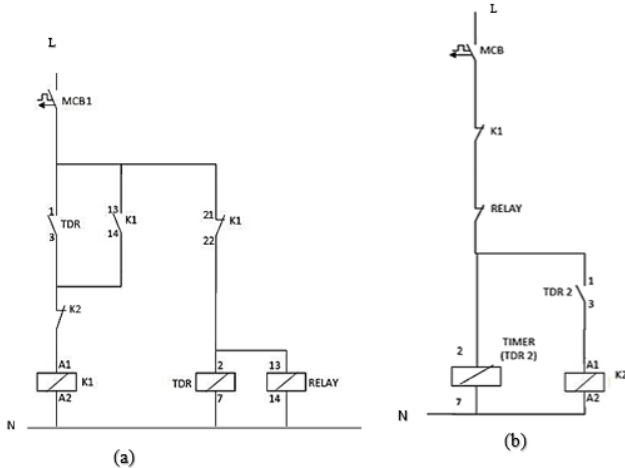 L
MCB1
1
TDR
3
13
K1
14
21
K1
22
K2
A1
K1
A2
2
TDR
7
13
RELAY
14
N
(a)
L
MCB
K1
RELAY
1
TDR 2
3
2
TIMER
(TDR 2)
7
A1
K2
A2
N
(b)